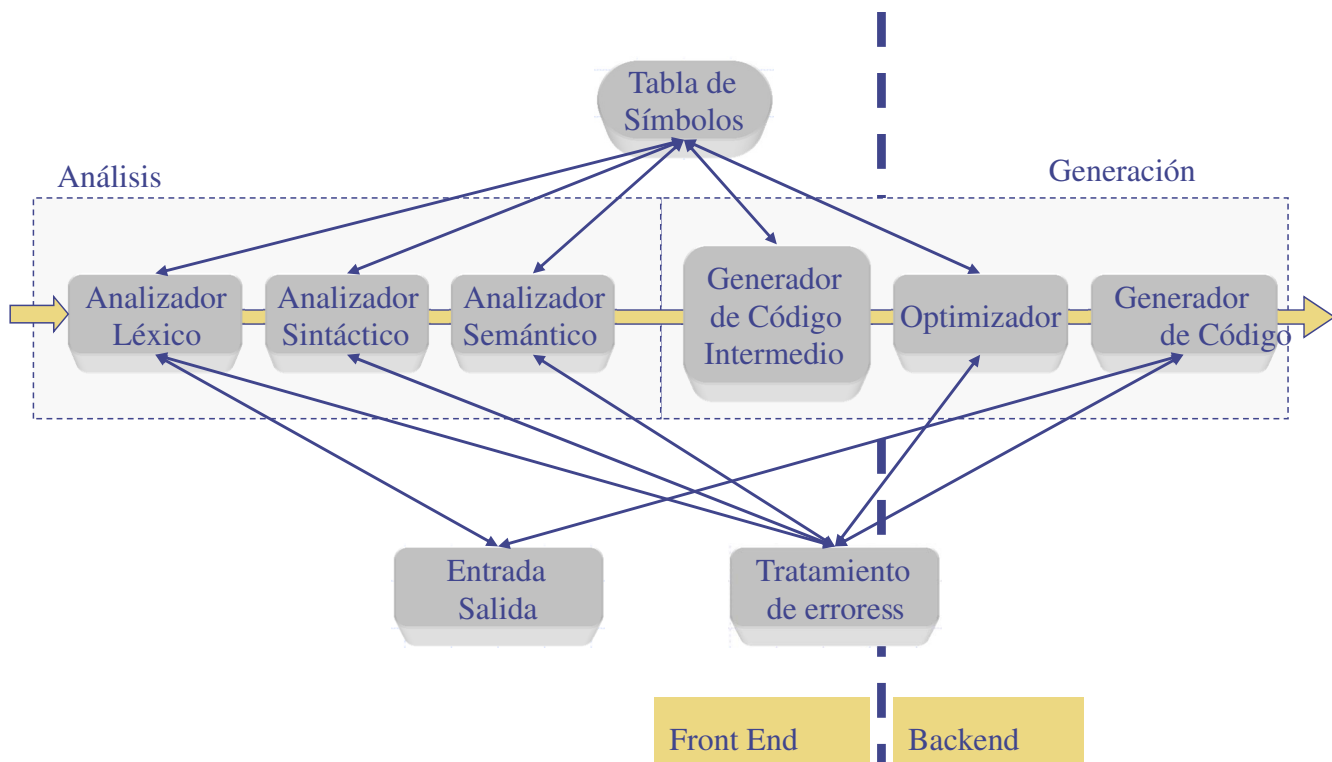 Tabla de
Símbolos
Análisis
Generación
Analizador
Léxico
Analizador
Sintáctico
Analizador
Semántico
Generador
de Código
Intermedio
Optimizador
Generador
de Código
Entrada
Salida
Tratamiento
de erroress
Front End
Backend